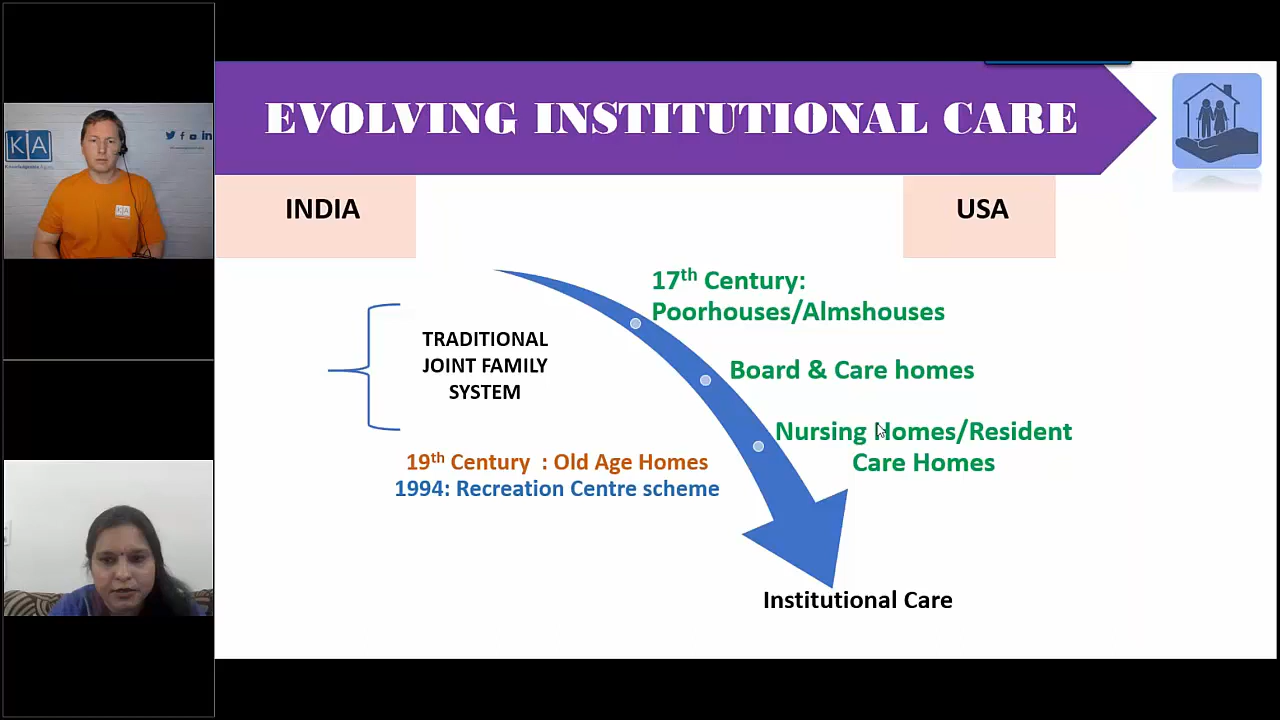 EVOLVING INSTITUTIONAL CARE
INDIA
USA
17th Century:
Poorhouses/Almshouses
TRADITIONAL
JOINT FAMILY
SYSTEM
Board & Care homes
Nursing Homes/Resident
Care Homes
19th Century : Old Age Homes
1994: Recreation Centre scheme
Institutional Care
KA
KA